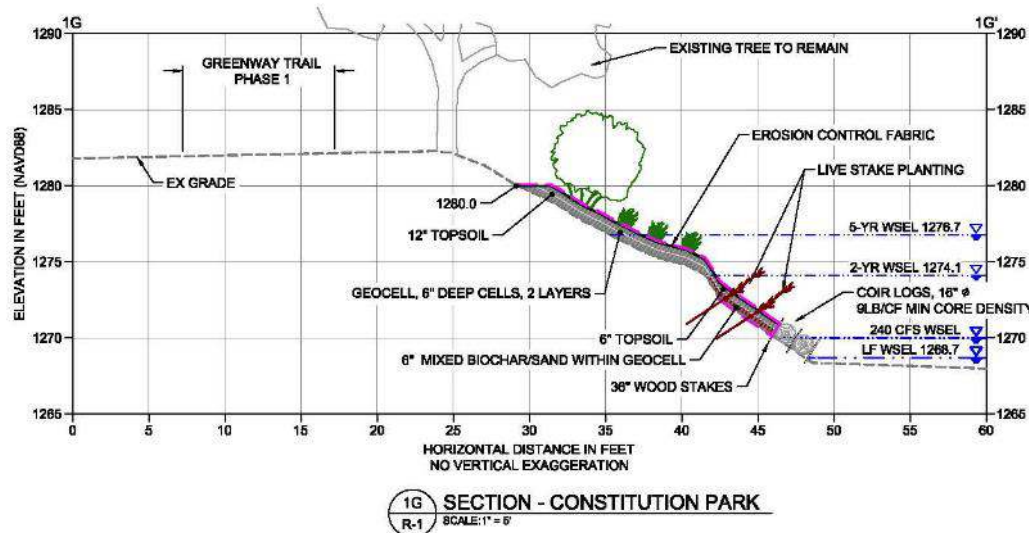 1G
1G'
1290
1290
EXISTING TREE TO REMAIN
GREENWAY TRAIL
PHASE 1
1285
1285
EROSION CONTROL FABRIC
LIVE STAKE PLANTING
EX GRADE
1280
1280
1280.0
12" TOPSOIL
5-YR WSEL 1276.7
1275
1275
2-YR WSEL 1274.1
GEOCELL, 6" DEEP CELLS, 2 LAYERS
COIR LOGS, 16" ϕ
9LB/CF MIN CORE DENSITY
6" TOPSOIL
240 CFS WSEL
1270
1270
6" MIXED BIOCHAR/SAND WITHIN GEOCELL
LF WSEL 1268.7
36" WOOD STAKES
1265
1265
ELEVATION IN FEET (NAVD88)
0 5 10 15 20 25 30 35 40 45 50 55 60
HORIZONTAL DISTANCE IN FEET
NO VERTICAL EXAGGERATION
1G
R-1
SECTION - CONSTITUTION PARK
SCALE: 1" = 5'